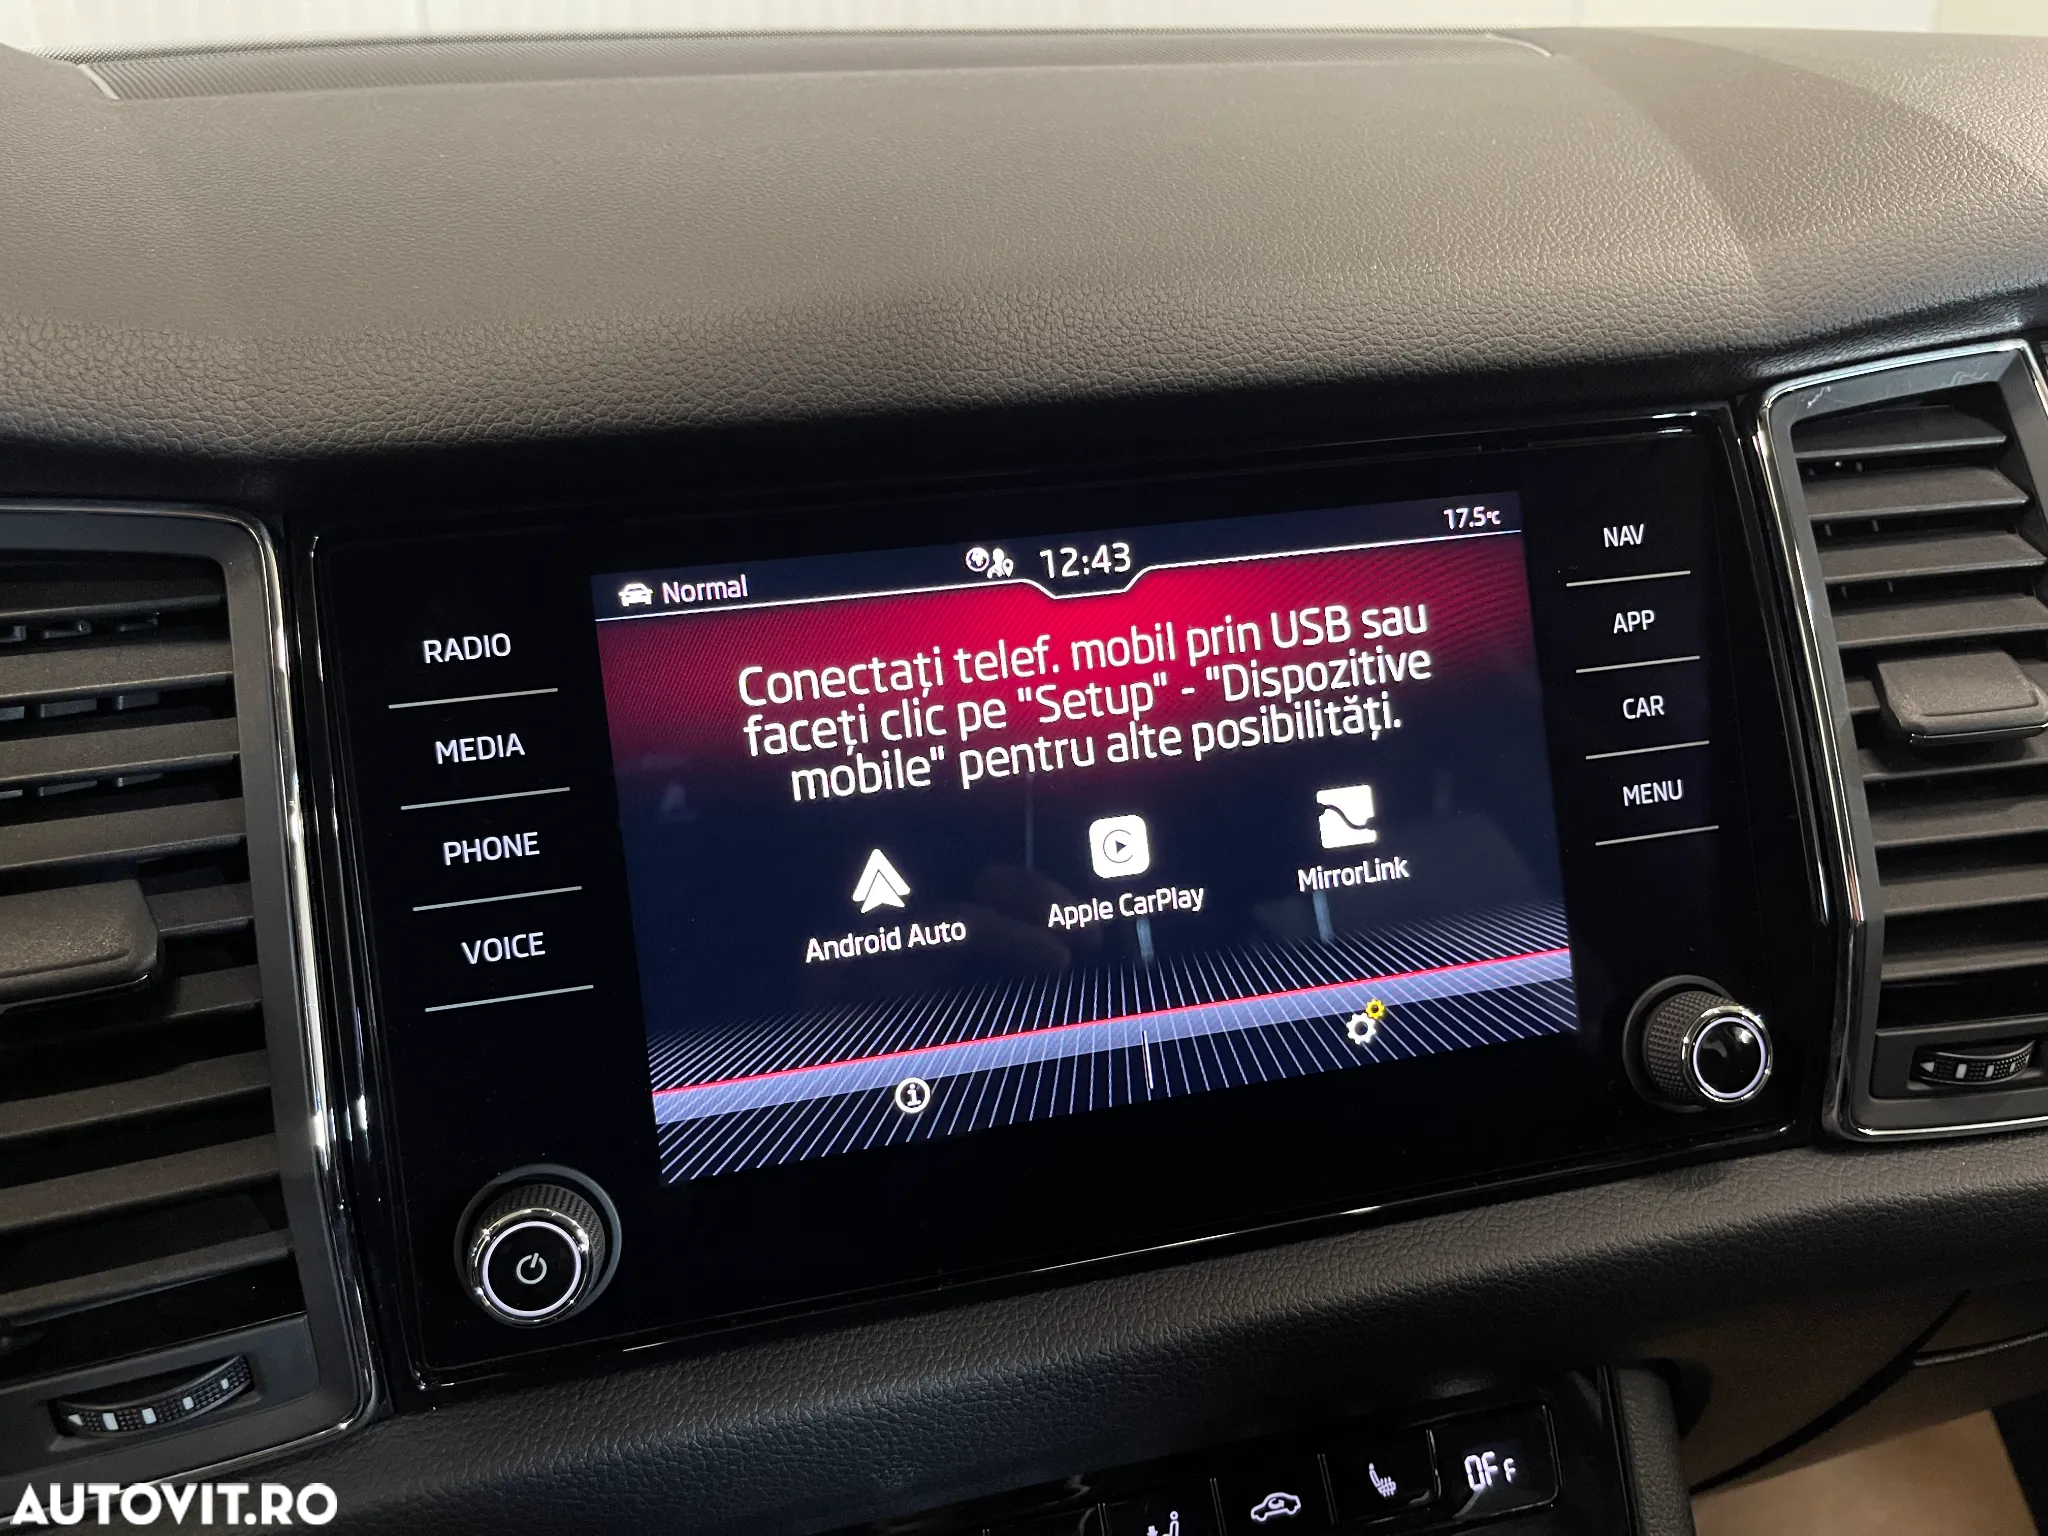 17.5°C
Normal
12:43
NAV
RADIO
Conectați telef. mobil prin USB sau
faceți clic pe "Setup" - "Dispozitive
mobile" pentru alte posibilități.
APP
MEDIA
CAR
PHONE
MENU
VOICE
Android Auto
Apple CarPlay
MirrorLink
OFF
AUTOVIT.RO